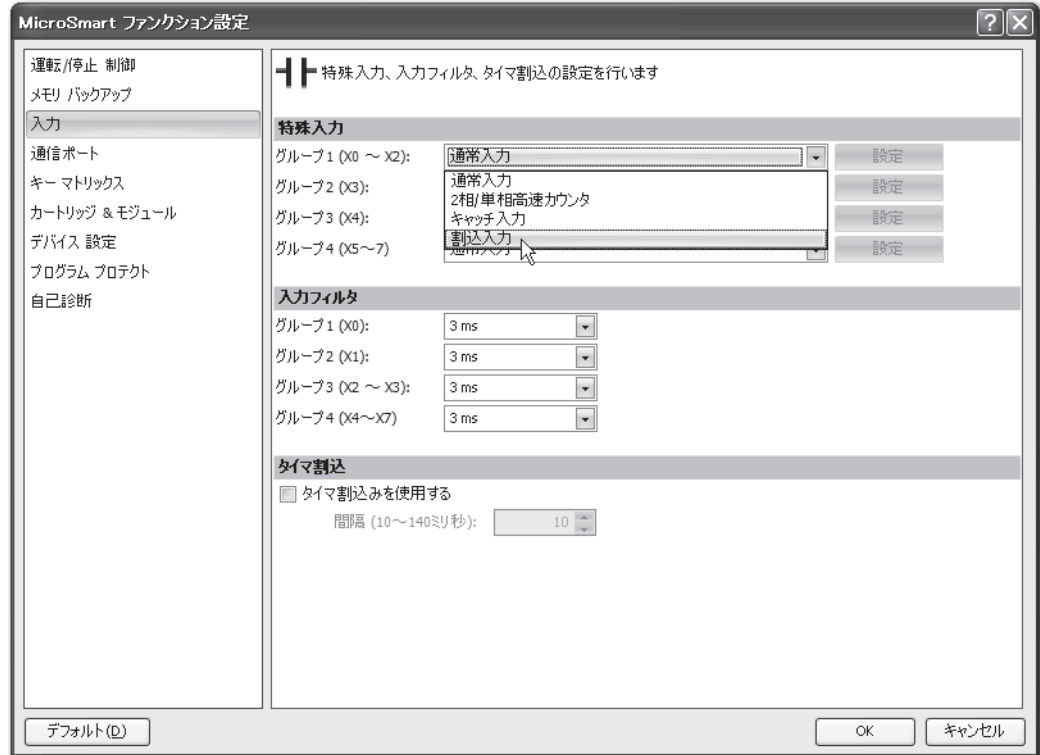 MicroSmart ファンクション設定
運転/停止 制御
メモリ バックアップ
入力
通信ポート
キー マトリックス
カートリッジ & モジュール
デバイス 設定
プログラム プロテクト
自己診断
特殊入力、入力フィルタ、タイマ割込の設定を行います
特殊入力
グループ1 (X0 ～ X2): 通常入力 設定
通常入力
グループ2 (X3): 設定
2相/単相高速カウンタ
グループ3 (X4): キャッチ入力 設定
割込入力
グループ4 (X5～7) 通常入力 設定
入力フィルタ
グループ1 (X0): 3 ms
グループ2 (X1): 3 ms
グループ3 (X2 ～ X3): 3 ms
グループ4 (X4～X7) 3 ms
タイマ割込
タイマ割込みを使用する
間隔 (10～140ミリ秒): 10
デフォルト(D)
OK キャンセル